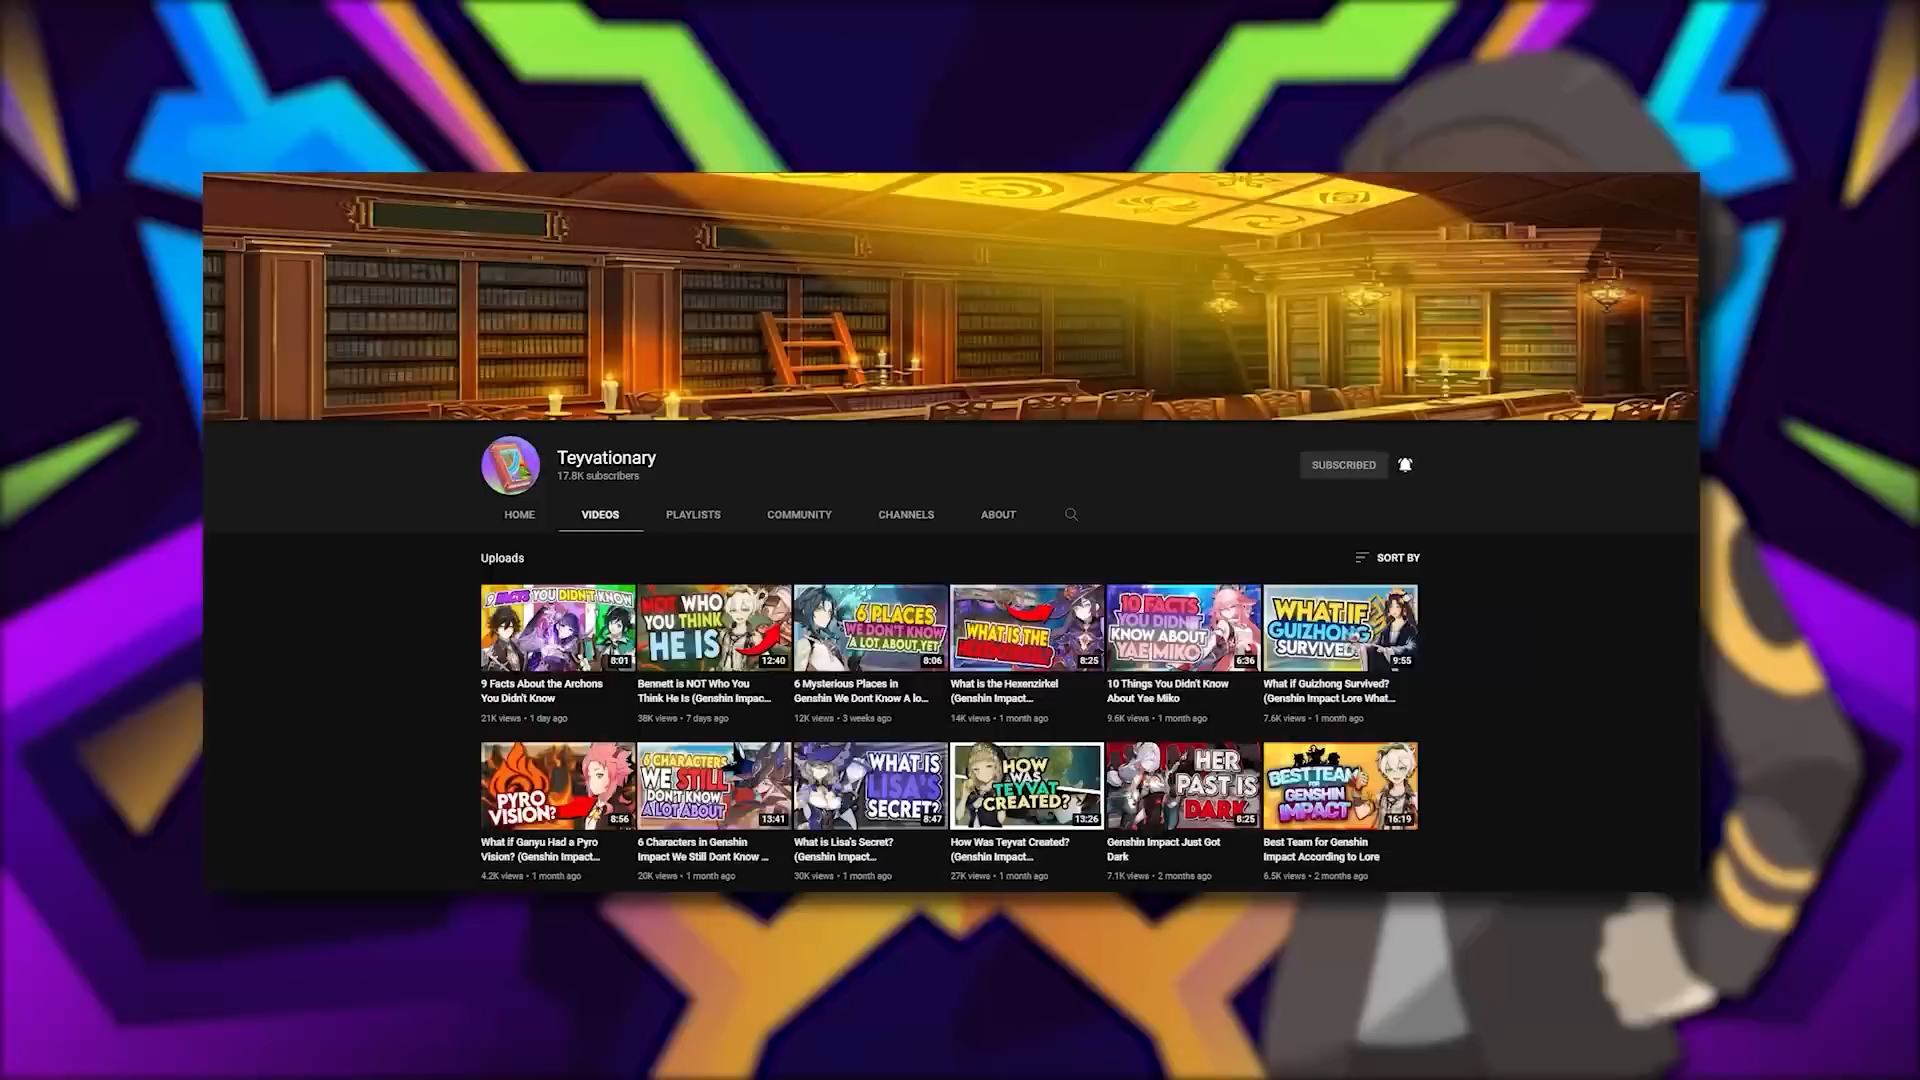 Teyvationary
17.8K subscribers
SUBSCRIBED
HOME
VIDEOS
PLAYLISTS
COMMUNITY
CHANNELS
ABOUT
Uploads
SORT BY
9 FACTS YOU DIDN'T KNOW
8:01
NOT WHO
YOU THINK
HE IS
12:40
6 PLACES
WE DON'T KNOW
A LOT ABOUT YET
8:06
WHAT IS THE
HEXENZIRKEL?
8:25
10 FACTS
YOU DIDN'T
KNOW ABOUT
YAE MIKO
6:36
WHAT IF
GUIZHONG
SURVIVED?
9:55
9 Facts About the Archons
You Didn't Know
21K views • 1 day ago
Bennett is NOT Who You
Think He Is (Genshin Impac...
38K views • 7 days ago
6 Mysterious Places in
Genshin We Dont Know A lo...
12K views • 3 weeks ago
What is the Hexenzirkel
(Genshin Impact...
14K views • 1 month ago
10 Things You Didn't Know
About Yae Miko
9.6K views • 1 month ago
What if Guizhong Survived?
(Genshin Impact Lore What...
7.6K views • 1 month ago
PYRO
VISION?
8:56
6 CHARACTERS
WE STILL
DON'T KNOW
A LOT ABOUT
13:41
WHAT IS
LISA'S
SECRET?
8:47
HOW
WAS
TEYVAT
CREATED?
13:26
HER
PAST IS
DARK
8:25
BEST TEAM
GENSHIN
IMPACT
16:19
What if Ganyu Had a Pyro
Vision? (Genshin Impact...
4.2K views • 1 month ago
6 Characters in Genshin
Impact We Still Dont Know ...
20K views • 1 month ago
What is Lisa's Secret?
(Genshin Impact...
30K views • 1 month ago
How Was Teyvat Created?
(Genshin Impact...
27K views • 1 month ago
Genshin Impact Just Got
Dark
7.1K views • 2 months ago
Best Team for Genshin
Impact According to Lore
6.5K views • 2 months ago